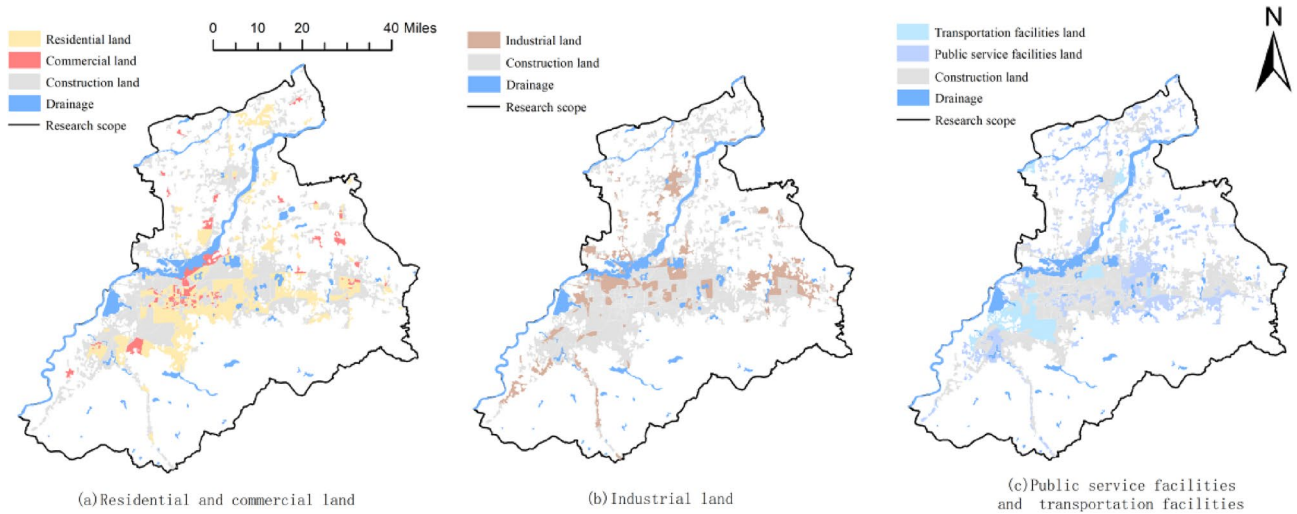 0 20 40 Miles
Residential land
Commercial land
Construction land
Drainage
Research scope
(a)Residential and commercial land
Industrial land
Construction land
Drainage
Research scope
(b)Industrial land
N
Transportation facilities land
Public service facilities land
Construction land
Drainage
Research scope
(c)Public service facilities
and transportation facilities